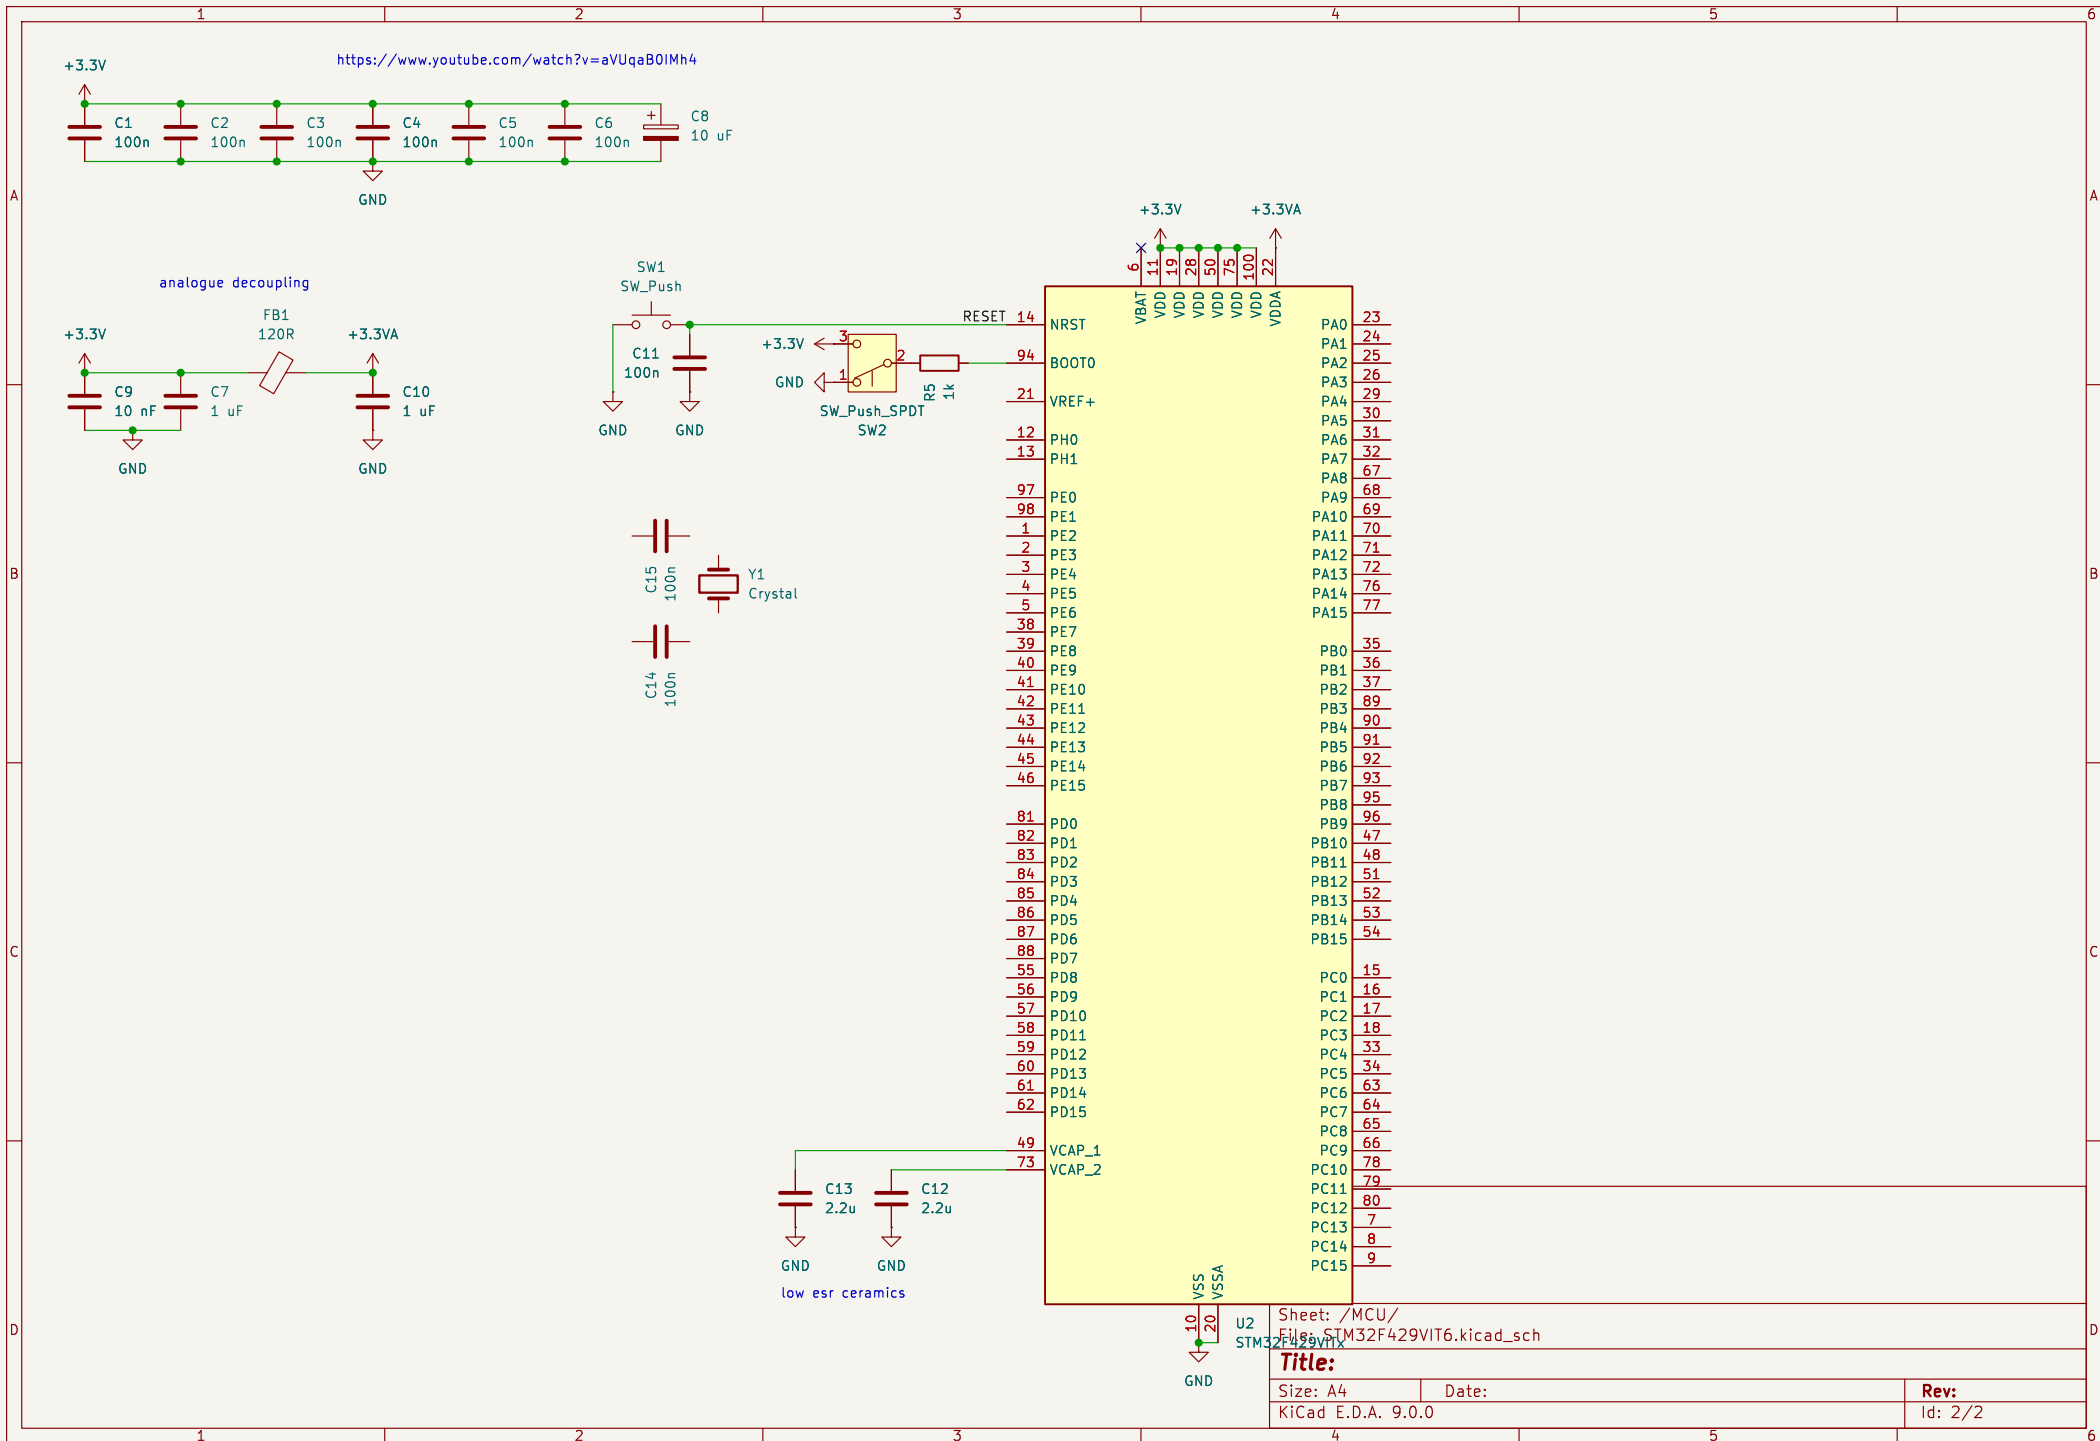 1 2 3 4 5 6
https://www.youtube.com/watch?v=aVUqaB0IMh4
+3.3V
C1
100n
C2
100n
C3
100n
C4
100n
C5
100n
C6
100n
C8
10 uF
+
GND
A
A
analogue decoupling
+3.3V
FB1
120R
+3.3VA
C9
10 nF
C7
1 uF
C10
1 uF
GND
GND
SW1
SW_Push
C11
100n
GND
GND
RESET
+3.3V
GND
3
2
1
SW_Push_SPDT
SW2
R5
1k
+3.3V
+3.3VA
6 VBAT
11 VDD
19 VDD
28 VDD
50 VDD
75 VDD
100 VDD
22 VDDA
14 NRST
94 BOOT0
21 VREF+
12 PH0
13 PH1
97 PE0
98 PE1
1 PE2
2 PE3
3 PE4
4 PE5
5 PE6
38 PE7
39 PE8
40 PE9
41 PE10
42 PE11
43 PE12
44 PE13
45 PE14
46 PE15
81 PD0
82 PD1
83 PD2
84 PD3
85 PD4
86 PD5
87 PD6
88 PD7
55 PD8
56 PD9
57 PD10
58 PD11
59 PD12
60 PD13
61 PD14
62 PD15
49 VCAP_1
73 VCAP_2
PA0 23
PA1 24
PA2 25
PA3 26
PA4 29
PA5 30
PA6 31
PA7 32
PA8 67
PA9 68
PA10 69
PA11 70
PA12 71
PA13 72
PA14 76
PA15 77
PB0 35
PB1 36
PB2 37
PB3 89
PB4 90
PB5 91
PB6 92
PB7 93
PB8 95
PB9 96
PB10 47
PB11 48
PB12 51
PB13 52
PB14 53
PB15 54
PC0 15
PC1 16
PC2 17
PC3 18
PC4 33
PC5 34
PC6 63
PC7 64
PC8 65
PC9 66
PC10 78
PC11 79
PC12 80
PC13 7
PC14 8
PC15 9
B
B
C15
100n
Y1
Crystal
C14
100n
C
C
C13
2.2u
C12
2.2u
GND
GND
low esr ceramics
VSS 10
VSSA 20
GND
U2
STM32F429VITx
D
D
Sheet: /MCU/
File: STM32F429VIT6.kicad_sch
Title:
Size: A4
Date:
Rev:
KiCad E.D.A. 9.0.0
Id: 2/2
1 2 3 4 5 6